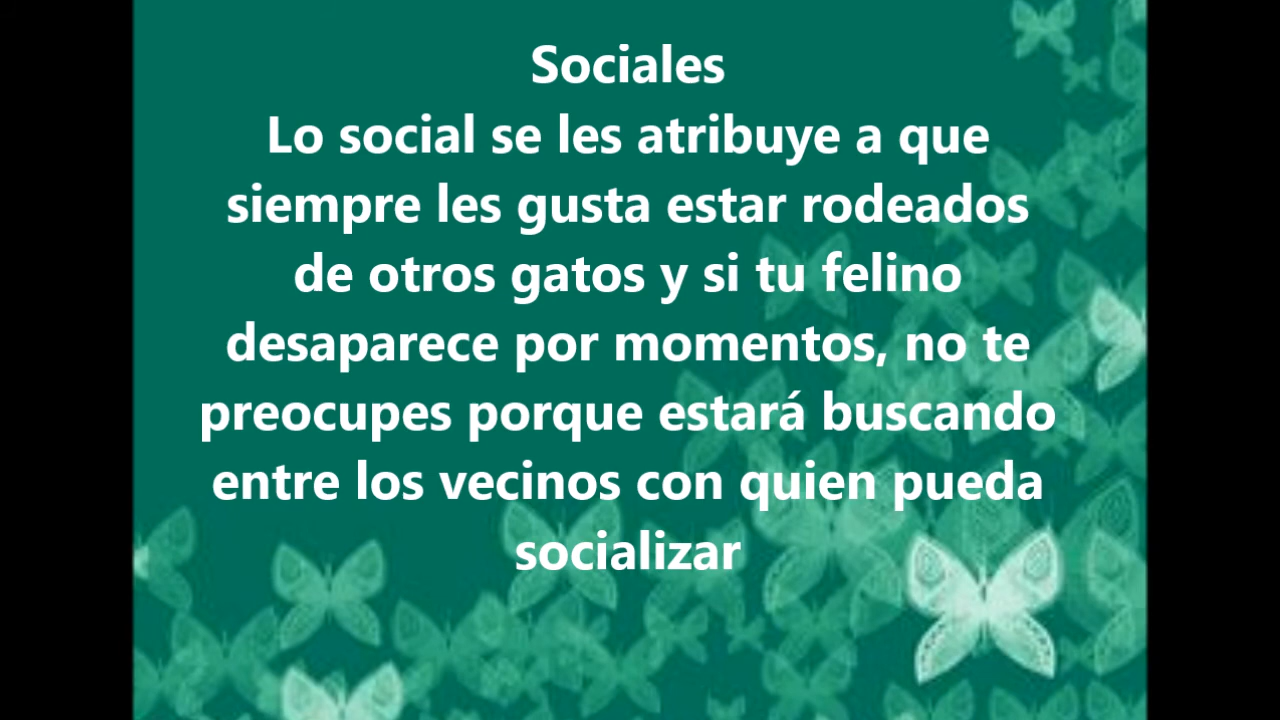 Sociales
Lo social se les atribuye a que
siempre les gusta estar rodeados
de otros gatos y si tu felino
desaparece por momentos, no te
preocupes porque estará buscando
entre los vecinos con quien pueda
socializar